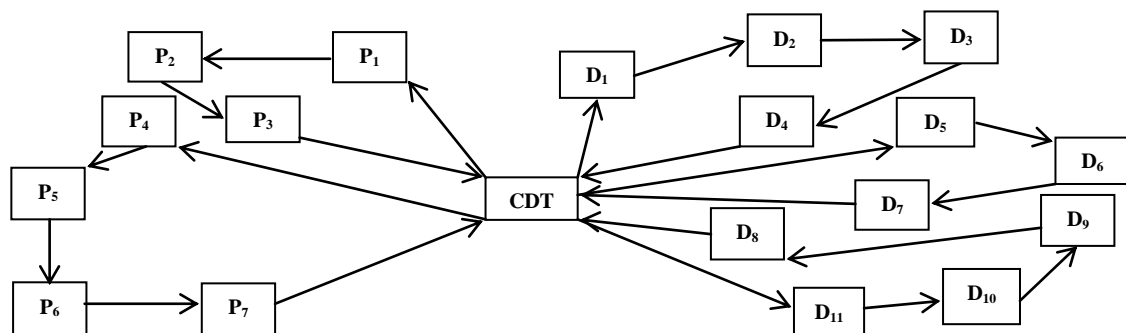 P₂
P₁
D₁
D₂
D₃
P₄
P₃
D₄
D₅
D₆
P₅
CDT
D₇
D₈
D₉
P₆
P₇
D₁₁
D₁₀